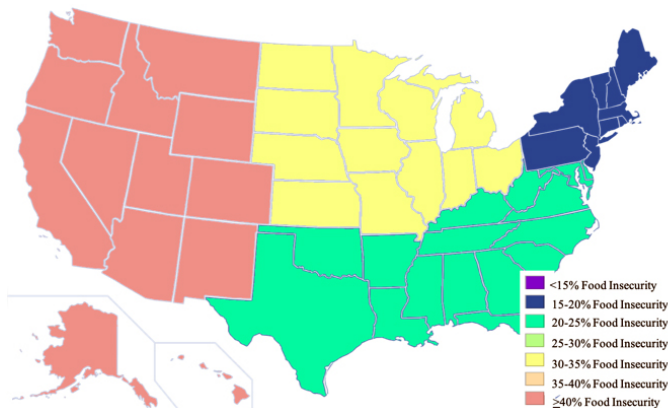 <15% Food Insecurity
15-20% Food Insecurity
20-25% Food Insecurity
25-30% Food Insecurity
30-35% Food Insecurity
35-40% Food Insecurity
≥40% Food Insecurity